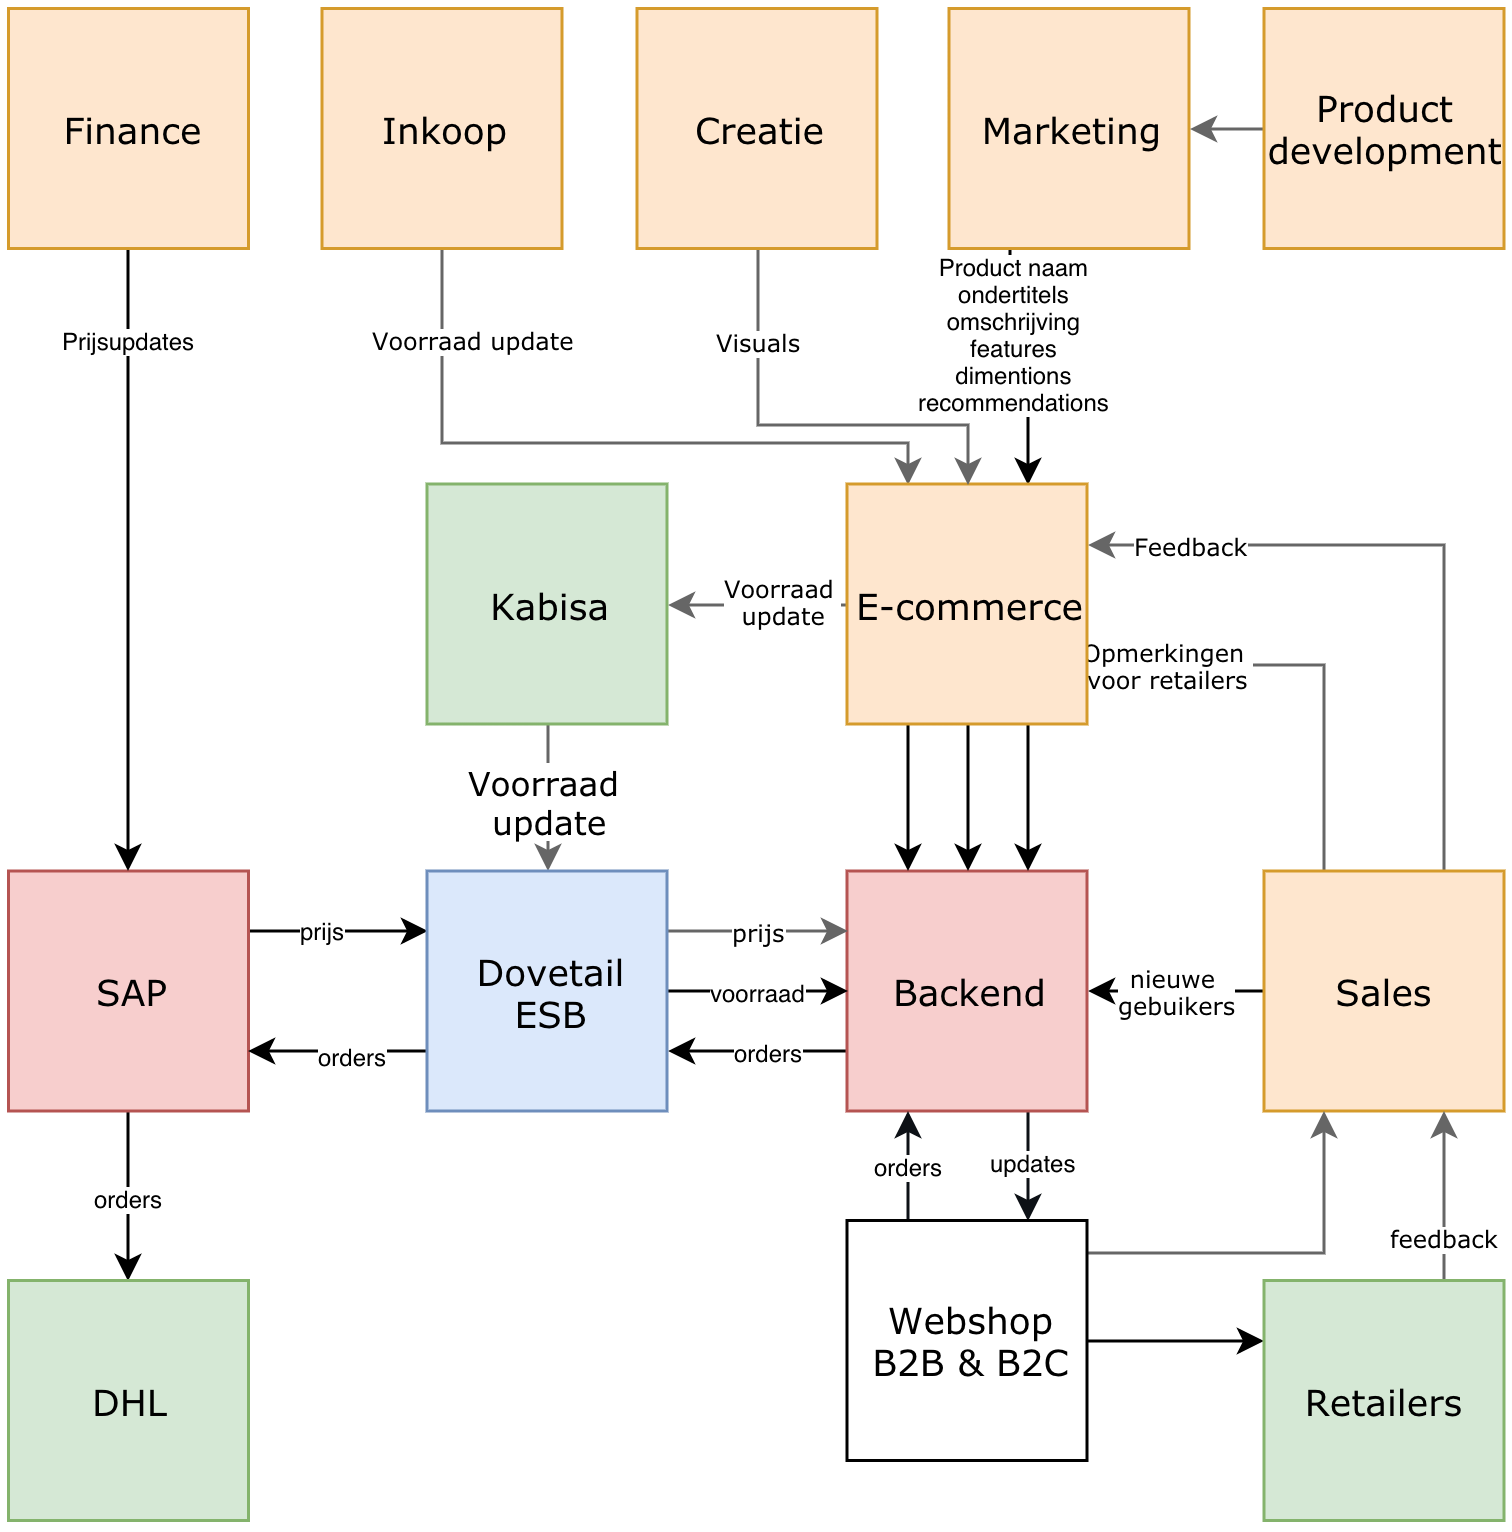 Finance
Inkoop
Creatie
Marketing
Product
development
Prijsupdates
Voorraad update
Visuals
Product naam
ondertitels
omschrijving
features
dimentions
recommendations
Kabisa
Voorraad
update
E-commerce
Feedback
Opmerkingen
voor retailers
Voorraad
update
SAP
prijs
orders
Dovetail
ESB
prijs
voorraad
orders
Backend
nieuwe
gebuikers
Sales
orders
orders
updates
feedback
DHL
Webshop
B2B & B2C
Retailers